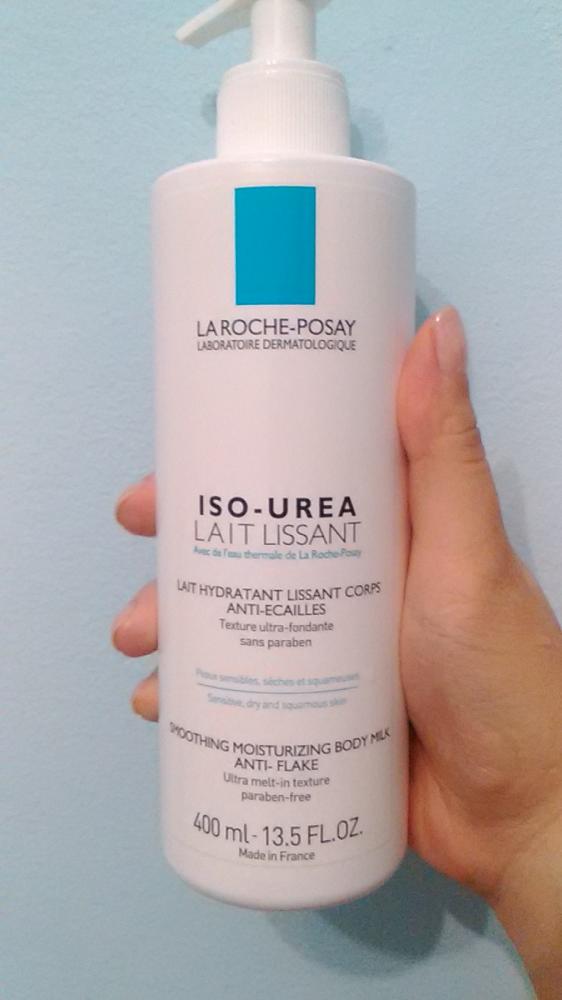 LA ROCHE-POSAY
LABORATOIRE DERMATOLOGIQUE
ISO-UREA
LAIT LISSANT
Avec de l'eau thermale de La Roche-Posay
LAIT HYDRATANT LISSANT CORPS
ANTI-ECAILLES
Texture ultra-fondante
sans paraben
Peaux sensibles, sèches et squameuses
Sensitive, dry and squamous skin
SMOOTHING MOISTURIZING BODY MILK
ANTI- FLAKE
Ultra melt-in texture
paraben-free
400 ml - 13.5 FL.OZ.
Made in France